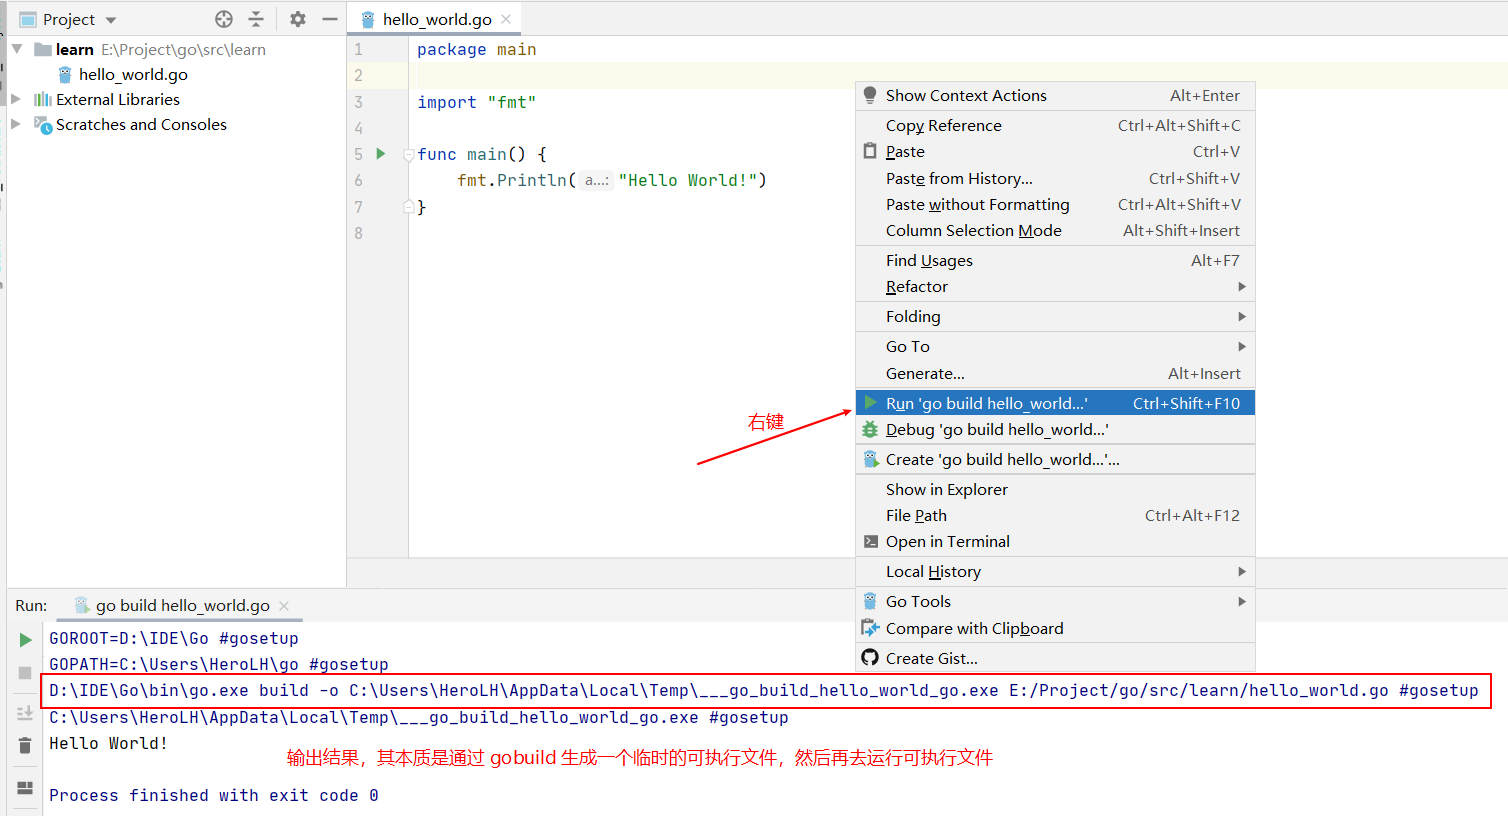 Project
learn E:\Project\go\src\learn
hello_world.go
External Libraries
Scratches and Consoles
hello_world.go
1 package main
2
3 import "fmt"
4
5 func main() {
6 fmt.Println( a...: "Hello World!")
7 }
8
Show Context Actions Alt+Enter
Copy Reference Ctrl+Alt+Shift+C
Paste Ctrl+V
Paste from History... Ctrl+Shift+V
Paste without Formatting Ctrl+Alt+Shift+V
Column Selection Mode Alt+Shift+Insert
Find Usages Alt+F7
Refactor
Folding
Go To
Generate... Alt+Insert
Run 'go build hello_world...' Ctrl+Shift+F10
Debug 'go build hello_world...'
Create 'go build hello_world...'...
Show in Explorer
File Path Ctrl+Alt+F12
Open in Terminal
Local History
Go Tools
Compare with Clipboard
Create Gist...
右键
Run: go build hello_world.go
GOROOT=D:\IDE\Go #gosetup
GOPATH=C:\Users\HeroLH\go #gosetup
D:\IDE\Go\bin\go.exe build -o C:\Users\HeroLH\AppData\Local\Temp\___go_build_hello_world_go.exe E:/Project/go/src/learn/hello_world.go #gosetup
C:\Users\HeroLH\AppData\Local\Temp\___go_build_hello_world_go.exe #gosetup
Hello World!
输出结果，其本质是通过 gobuild 生成一个临时的可执行文件，然后再去运行可执行文件
Process finished with exit code 0